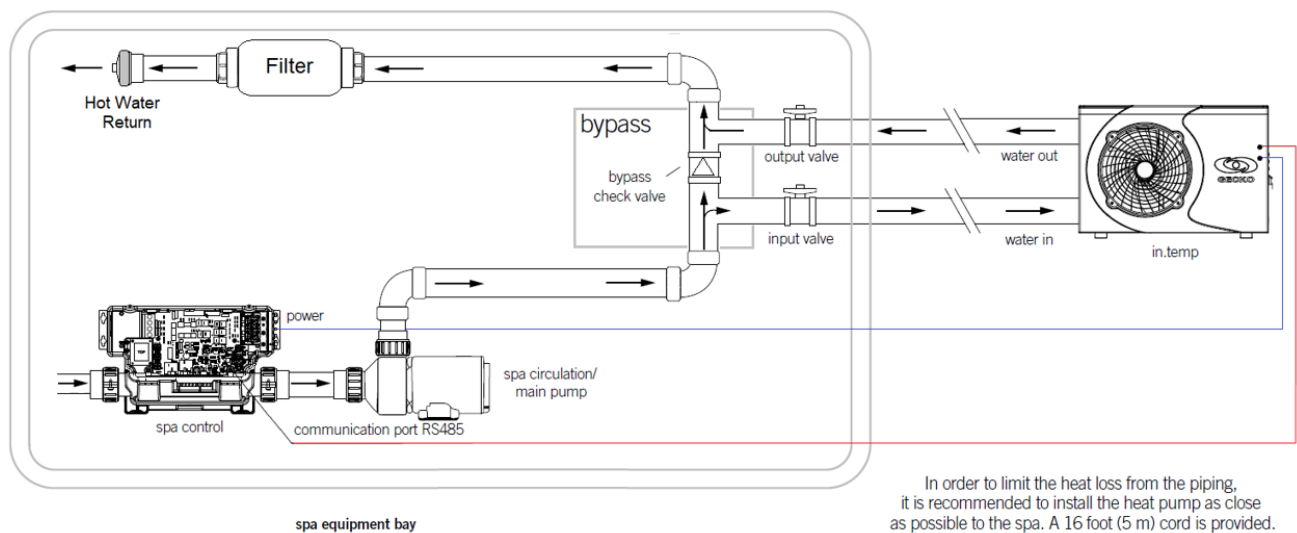 Filter
Hot Water
Return
bypass
output valve
water out
bypass
check valve
GECKO
input valve
water in
in.temp
power
spa circulation/
main pump
spa control
communication port RS485
In order to limit the heat loss from the piping,
it is recommended to install the heat pump as close
as possible to the spa. A 16 foot (5 m) cord is provided.
spa equipment bay